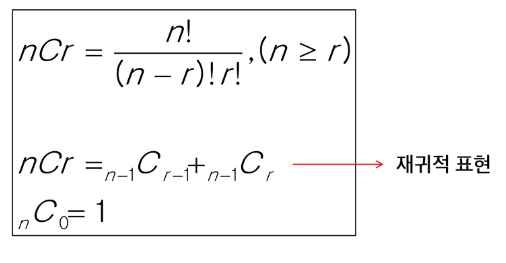 nCr = n! / (n − r)!r! ,(n ≥ r)
nCr = n−1Cr−1+n−1Cr → 재귀적 표현
nC0= 1